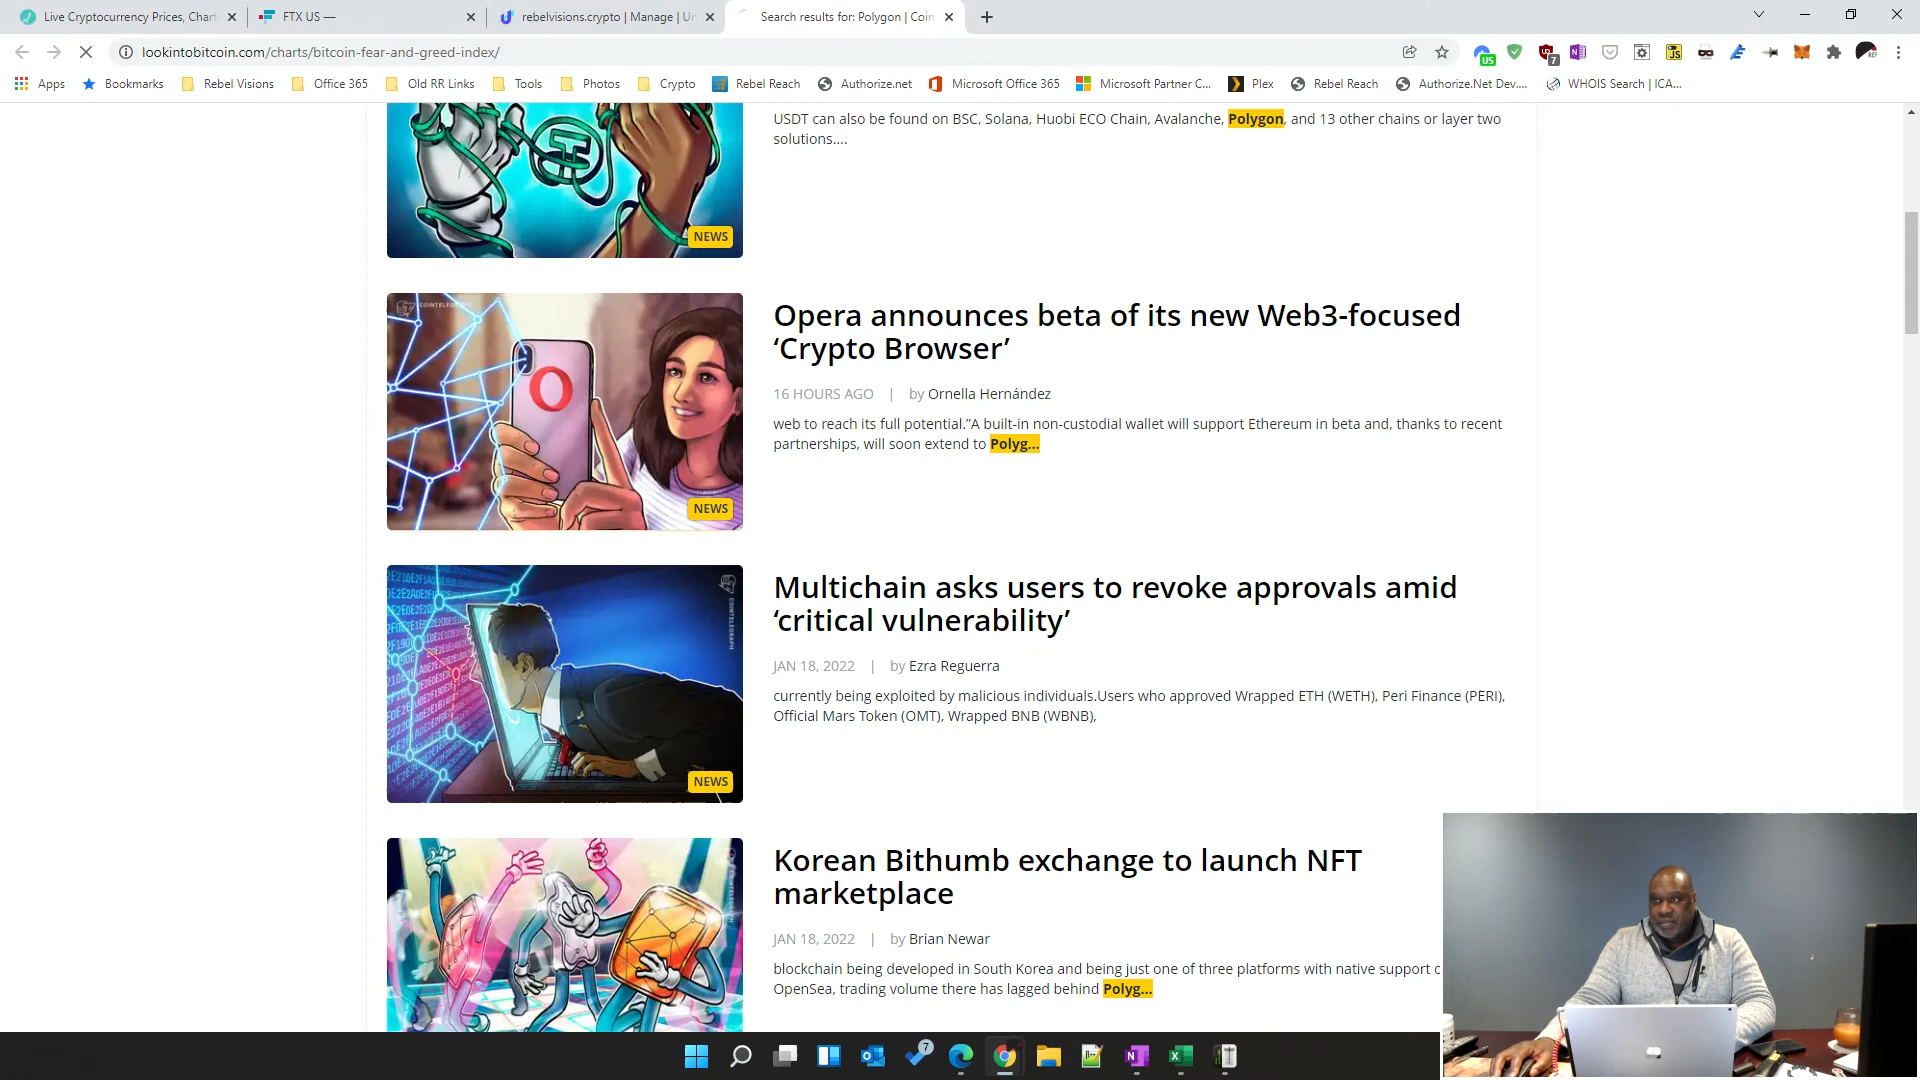 Live Cryptocurrency Prices, Chart
FTX US —
rebelvisions.crypto | Manage | Un
Search results for: Polygon | Coin
lookintobitcoin.com/charts/bitcoin-fear-and-greed-index/
US
7
N
JS
Apps
Bookmarks
Rebel Visions
Office 365
Old RR Links
Tools
Photos
Crypto
Rebel Reach
Authorize.net
Microsoft Office 365
Microsoft Partner C...
Plex
Rebel Reach
Authorize.Net Dev....
WHOIS Search | ICA...
USDT can also be found on BSC, Solana, Huobi ECO Chain, Avalanche, Polygon, and 13 other chains or layer two
solutions....
NEWS
Opera announces beta of its new Web3-focused
‘Crypto Browser’
16 HOURS AGO | by Ornella Hernández
web to reach its full potential.”A built-in non-custodial wallet will support Ethereum in beta and, thanks to recent
partnerships, will soon extend to Polyg...
NEWS
Multichain asks users to revoke approvals amid
‘critical vulnerability’
JAN 18, 2022 | by Ezra Reguerra
currently being exploited by malicious individuals.Users who approved Wrapped ETH (WETH), Peri Finance (PERI),
Official Mars Token (OMT), Wrapped BNB (WBNB),
COINTELEGRAPH
NEWS
Korean Bithumb exchange to launch NFT
marketplace
JAN 18, 2022 | by Brian Newar
blockchain being developed in South Korea and being just one of three platforms with native support o
OpenSea, trading volume there has lagged behind Polyg...
7